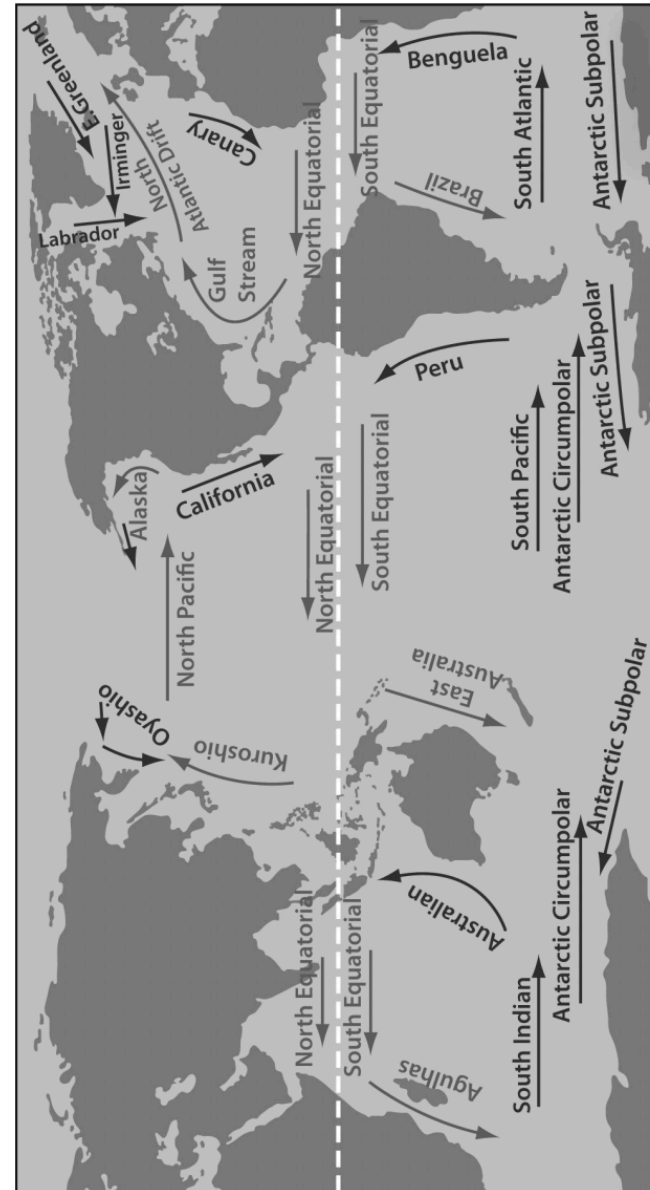 E.Greenland
Irminger
Labrador
North
Atlantic Drift
Oyashio
Alaska
North Pacific
California
Gulf
Stream
Canary
Kuroshio
North Equatorial
North Equatorial
North Equatorial
South Equatorial
South Equatorial
South Equatorial
Agulhas
Australian
East
Australia
Peru
Brazil
Benguela
South Indian
South Pacific
South Atlantic
Antarctic Circumpolar
Antarctic Circumpolar
Antarctic Subpolar
Antarctic Subpolar
Antarctic Subpolar